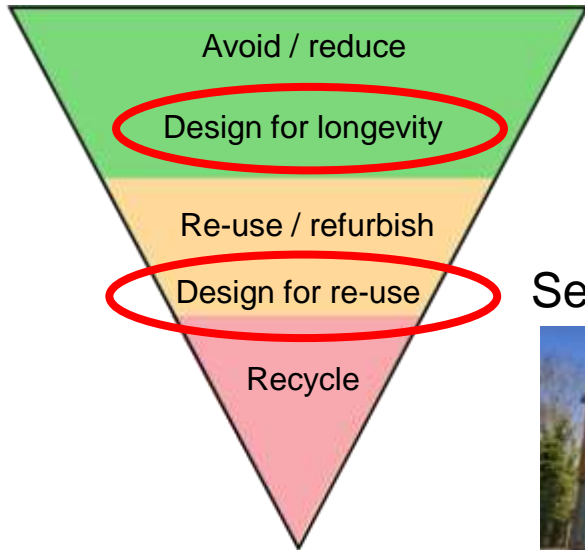 Avoid / reduce
Design for longevity
Re-use / refurbish
Design for re-use
Se
Recycle